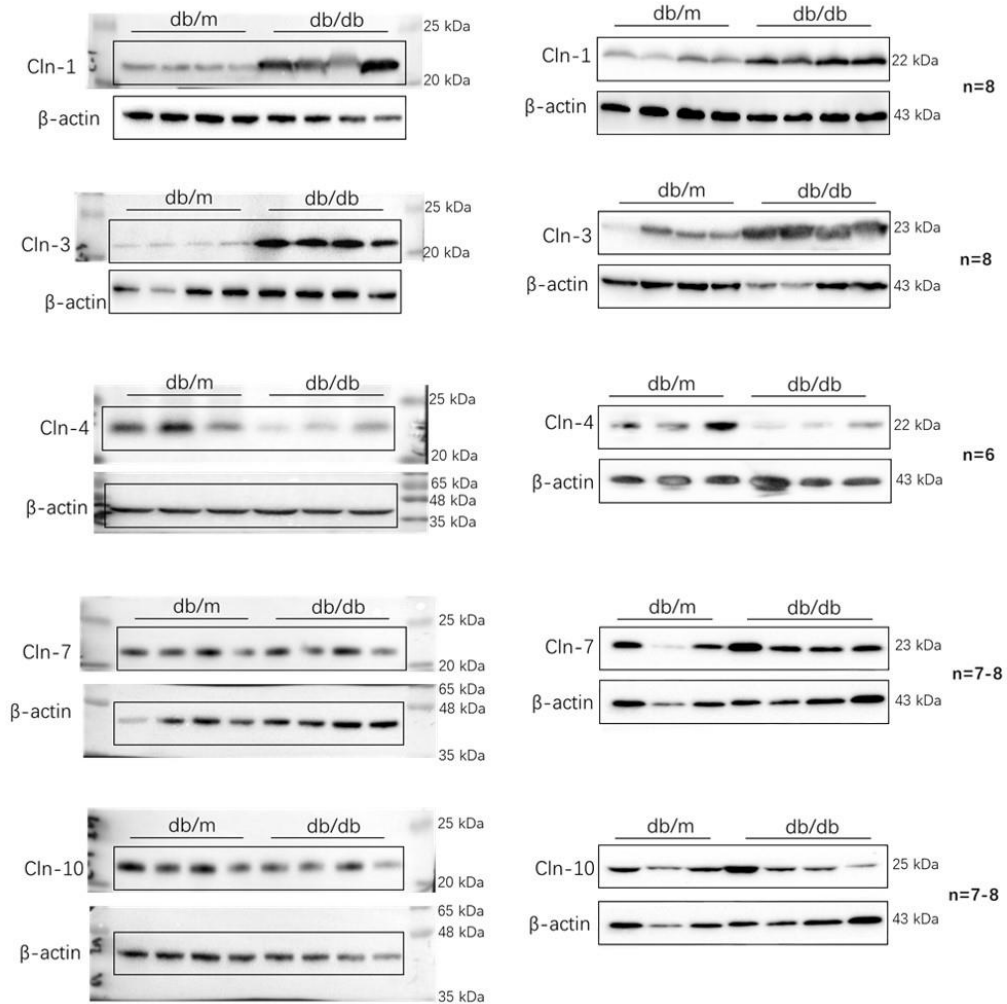 db/m db/db 25 kDa
Cln-1 20 kDa
β-actin
db/m db/db
Cln-1 22 kDa
β-actin 43 kDa
n=8
db/m db/db 25 kDa
Cln-3 20 kDa
β-actin
db/m db/db
Cln-3 23 kDa
β-actin 43 kDa
n=8
db/m db/db 25 kDa
Cln-4
20 kDa
65 kDa
β-actin 48 kDa
35 kDa
db/m db/db
Cln-4 22 kDa
β-actin 43 kDa
n=6
db/m db/db 25 kDa
Cln-7 20 kDa
65 kDa
β-actin 48 kDa
35 kDa
db/m db/db
Cln-7 23 kDa
β-actin 43 kDa
n=7-8
db/m db/db 25 kDa
Cln-10 20 kDa
65 kDa
β-actin 48 kDa
35 kDa
db/m db/db
Cln-10 25 kDa
β-actin 43 kDa
n=7-8